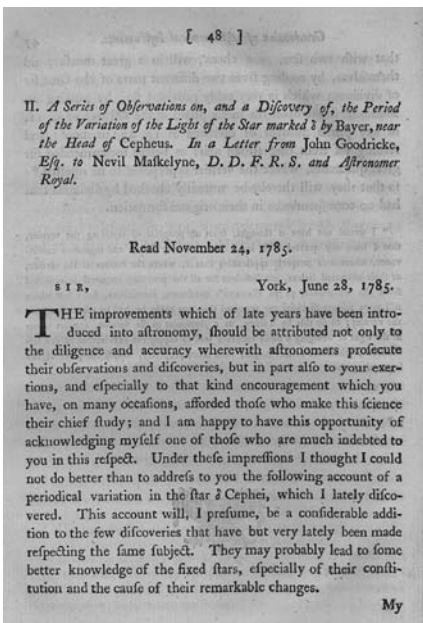 [ 48 ]
II. A Series of Obſervations on, and a Diſcovery of, the Period
of the Variation of the Light of the Star marked δ by Bayer, near
the Head of Cepheus. In a Letter from John Goodricke,
Eſq. to Nevil Maſkelyne, D. D. F. R. S. and Aſtronomer
Royal.
Read November 24, 1785.
SIR,
York, June 28, 1785.
THE improvements which of late years have been intro-
duced into aſtronomy, ſhould be attributed not only to
the diligence and accuracy wherewith aſtronomers proſecute
their obſervations and diſcoveries, but in part alſo to your exer-
tions, and eſpecially to that kind encouragement which you
have, on many occaſions, afforded thoſe who make this ſcience
their chief ſtudy; and I am happy to have this opportunity of
acknowledging myſelf one of thoſe who are much indebted to
you in this reſpect. Under theſe impreſſions I thought I could
not do better than to addreſs to you the following account of a
periodical variation in the ſtar δ Cephei, which I lately diſco-
vered. This account will, I preſume, be a conſiderable addi-
tion to the few diſcoveries that have but very lately been made
reſpecting the ſame ſubject. They may probably lead to ſome
better knowledge of the fixed ſtars, eſpecially of their conſti-
tution and the cauſe of their remarkable changes.
My